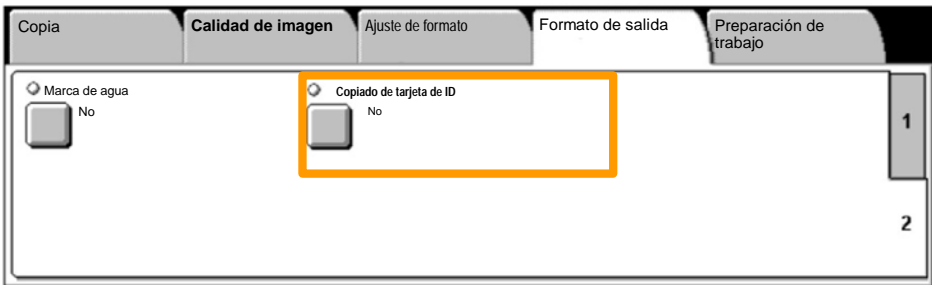 Copia
Calidad de imagen
Ajuste de formato
Formato de salida
Preparación de
trabajo
Marca de agua
No
Copiado de tarjeta de ID
No
1
2